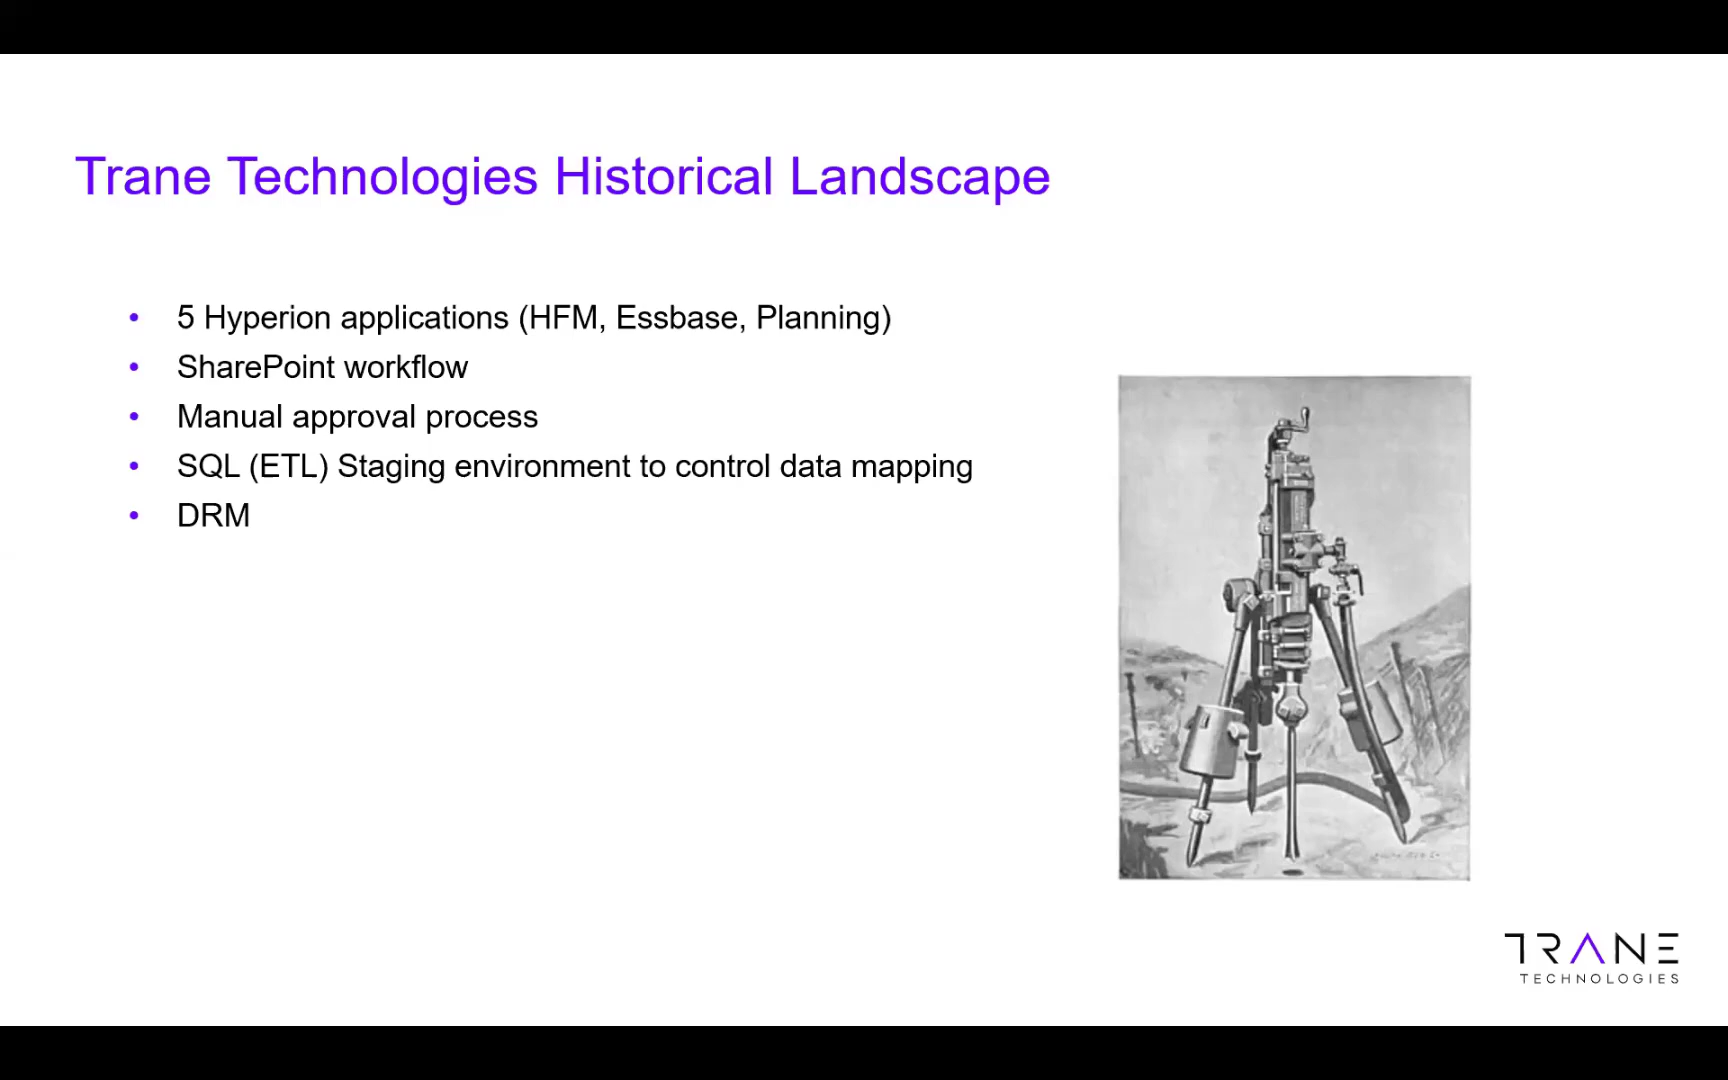 Trane Technologies Historical Landscape
• 5 Hyperion applications (HFM, Essbase, Planning)
• SharePoint workflow
• Manual approval process
• SQL (ETL) Staging environment to control data mapping
• DRM
TRANE
TECHNOLOGIES